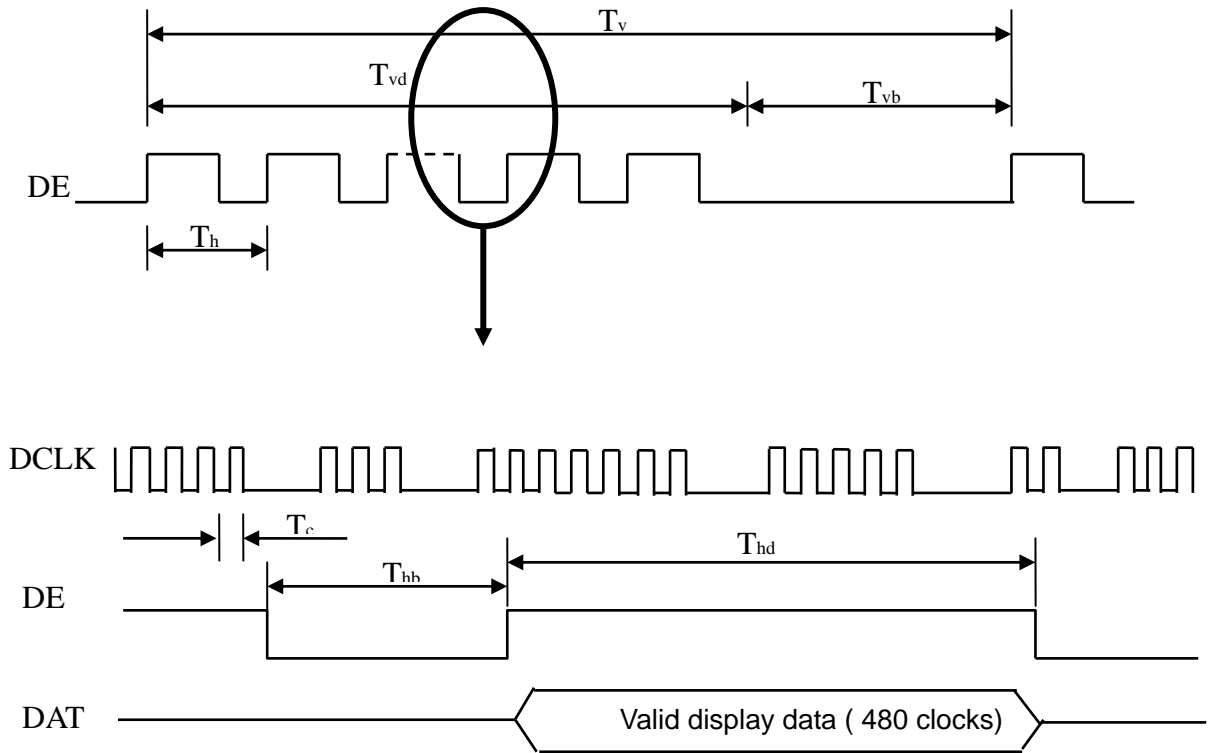 Tv
Tvd
Tvb
DE
Th
DCLK
Tc
Thd
Thb
DE
DAT
Valid display data ( 480 clocks)